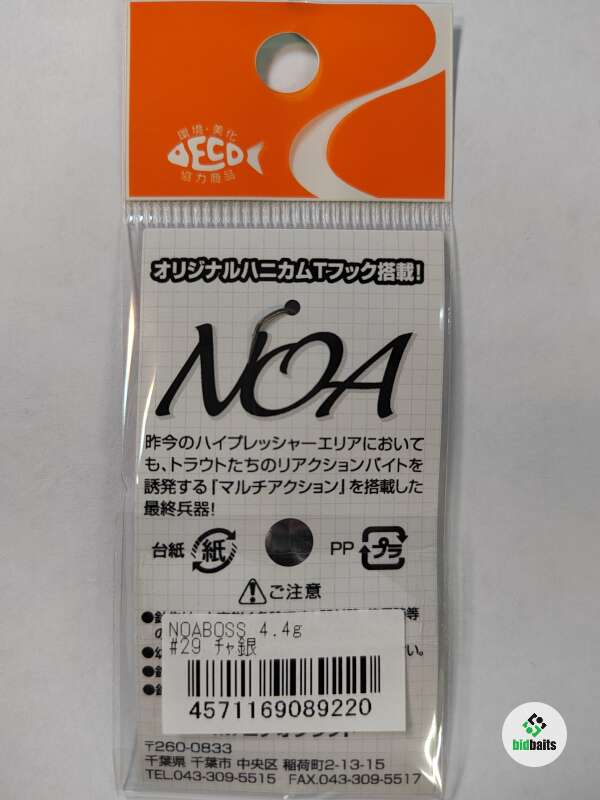 環境・美化
ECO
協力商品
オリジナルハニカムTフック搭載!
NOA
昨今のハイプレッシャーエリアにおいて
も、トラウトたちのリアクションバイトを
誘発する『マルチアクション』を搭載した
最終兵器!
台紙 紙 PP プラ
ご注意
NOABOSS 4.4g
#29 ﾁｬ銀
4571169089220
〒260-0833
千葉県 千葉市 中央区 稲荷町2-13-15
TEL.043-309-5515 FAX.043-309-5517
bidbaits